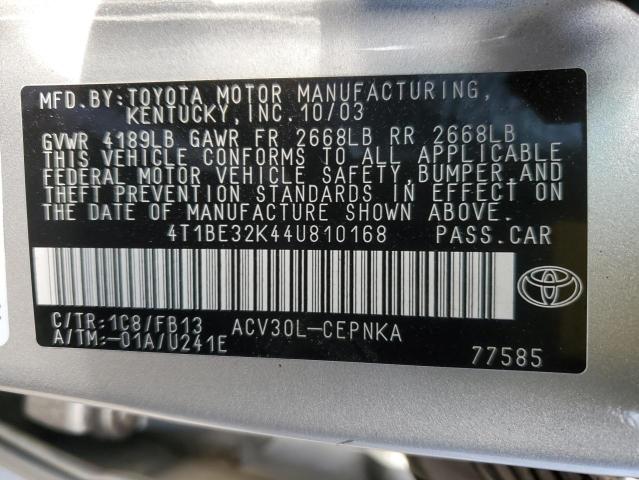 MFD.BY:TOYOTA MOTOR MANUFACTURING,
KENTUCKY,INC.10/03
GVWR 4189LB GAWR FR 2668LB RR 2668LB
THIS VEHICLE CONFORMS TO ALL APPLICABLE
FEDERAL MOTOR VEHICLE SAFETY,BUMPER,AND
THEFT PREVENTION STANDARDS IN EFFECT ON
THE DATE OF MANUFACTURE SHOWN ABOVE.
4T1BE32K44U810168 PASS.CAR
C/TR:1C8/FB13 ACV30L-CEPNKA
A/TM:-01A/U241E
77585